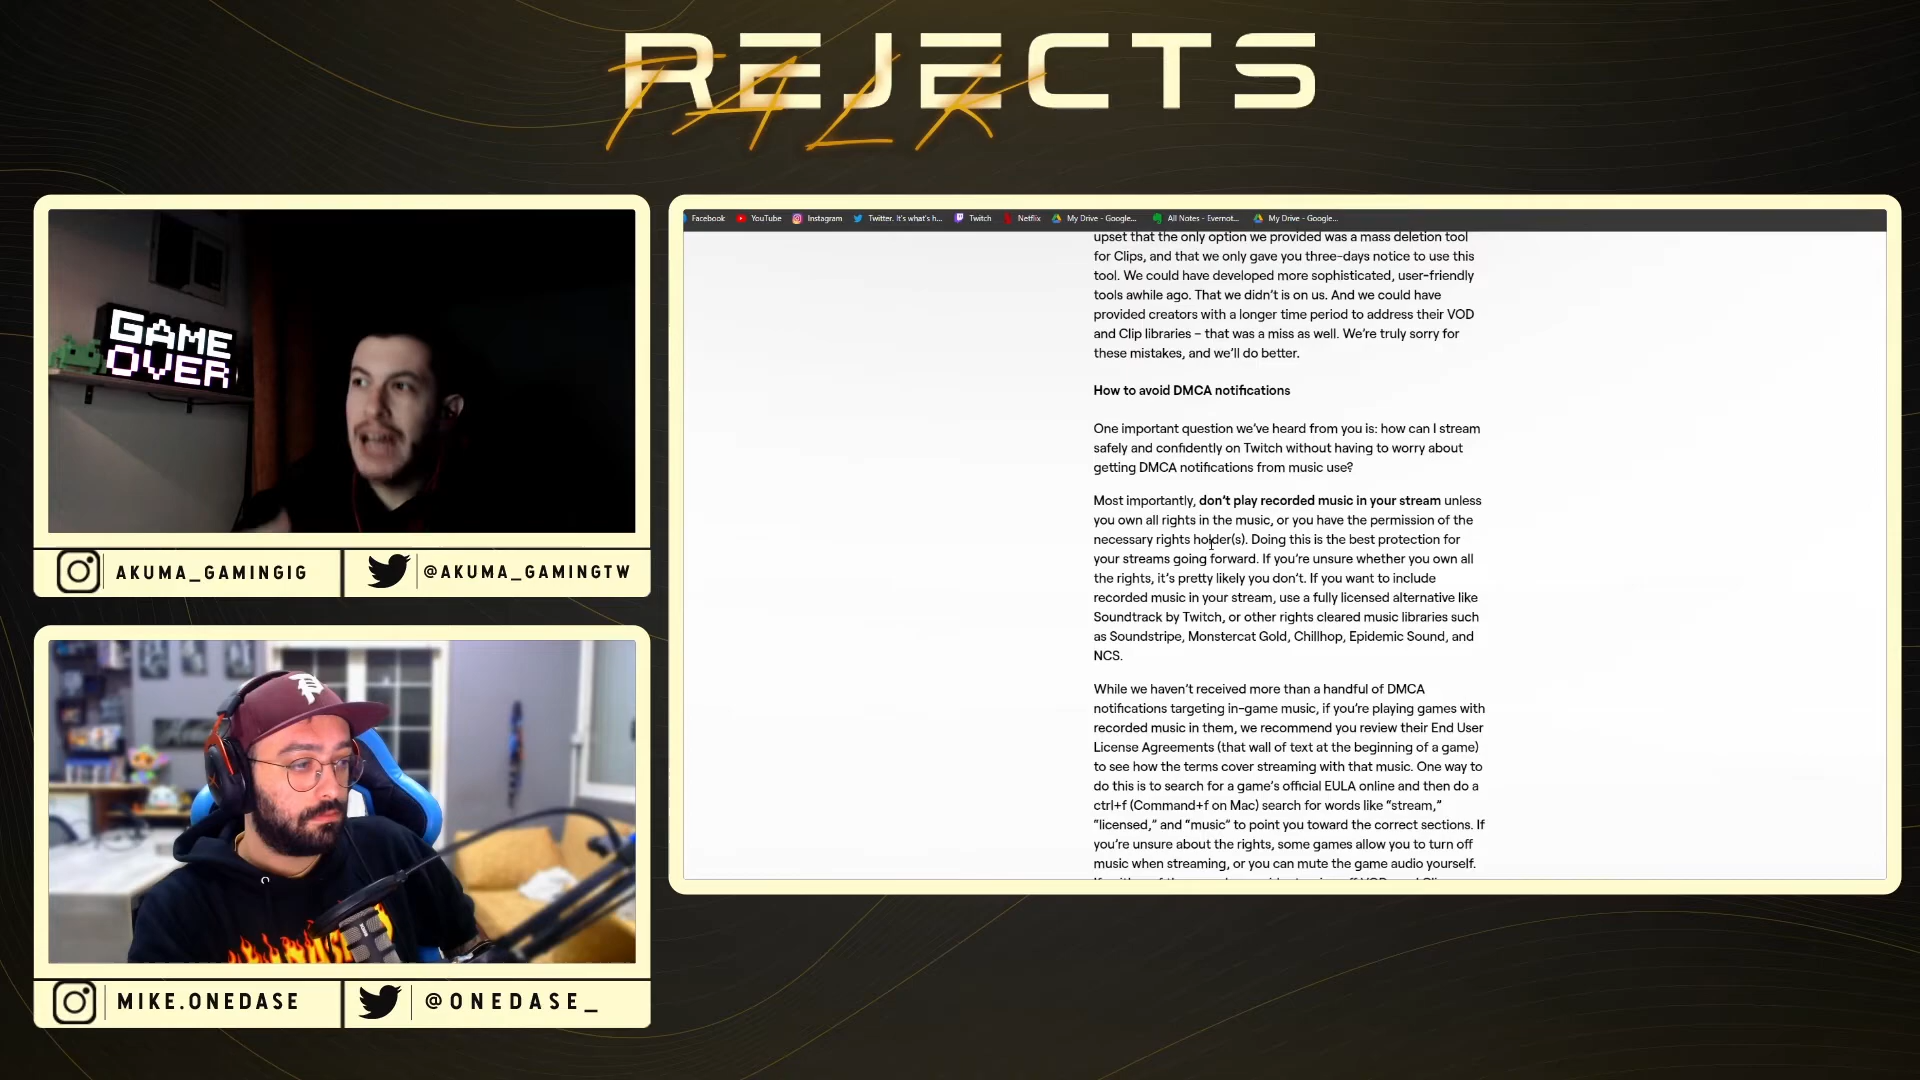 REJECTS
TALK
GAME
OVER
AKUMA_GAMINGIG
@AKUMA_GAMINGTW
MIKE.ONEDASE
@ONEDASE_
Facebook YouTube Instagram Twitter. It's what's h... Twitch Netflix My Drive - Google... All Notes - Evernot... My Drive - Google...
upset that the only option we provided was a mass deletion tool
for Clips, and that we only gave you three-days notice to use this
tool. We could have developed more sophisticated, user-friendly
tools awhile ago. That we didn’t is on us. And we could have
provided creators with a longer time period to address their VOD
and Clip libraries – that was a miss as well. We’re truly sorry for
these mistakes, and we’ll do better.
How to avoid DMCA notifications
One important question we’ve heard from you is: how can I stream
safely and confidently on Twitch without having to worry about
getting DMCA notifications from music use?
Most importantly, don’t play recorded music in your stream unless
you own all rights in the music, or you have the permission of the
necessary rights holder(s). Doing this is the best protection for
your streams going forward. If you’re unsure whether you own all
the rights, it’s pretty likely you don’t. If you want to include
recorded music in your stream, use a fully licensed alternative like
Soundtrack by Twitch, or other rights cleared music libraries such
as Soundstripe, Monstercat Gold, Chillhop, Epidemic Sound, and
NCS.
While we haven’t received more than a handful of DMCA
notifications targeting in-game music, if you’re playing games with
recorded music in them, we recommend you review their End User
License Agreements (that wall of text at the beginning of a game)
to see how the terms cover streaming with that music. One way to
do this is to search for a game’s official EULA online and then do a
ctrl+f (Command+f on Mac) search for words like “stream,”
“licensed,” and “music” to point you toward the correct sections. If
you’re unsure about the rights, some games allow you to turn off
music when streaming, or you can mute the game audio yourself.